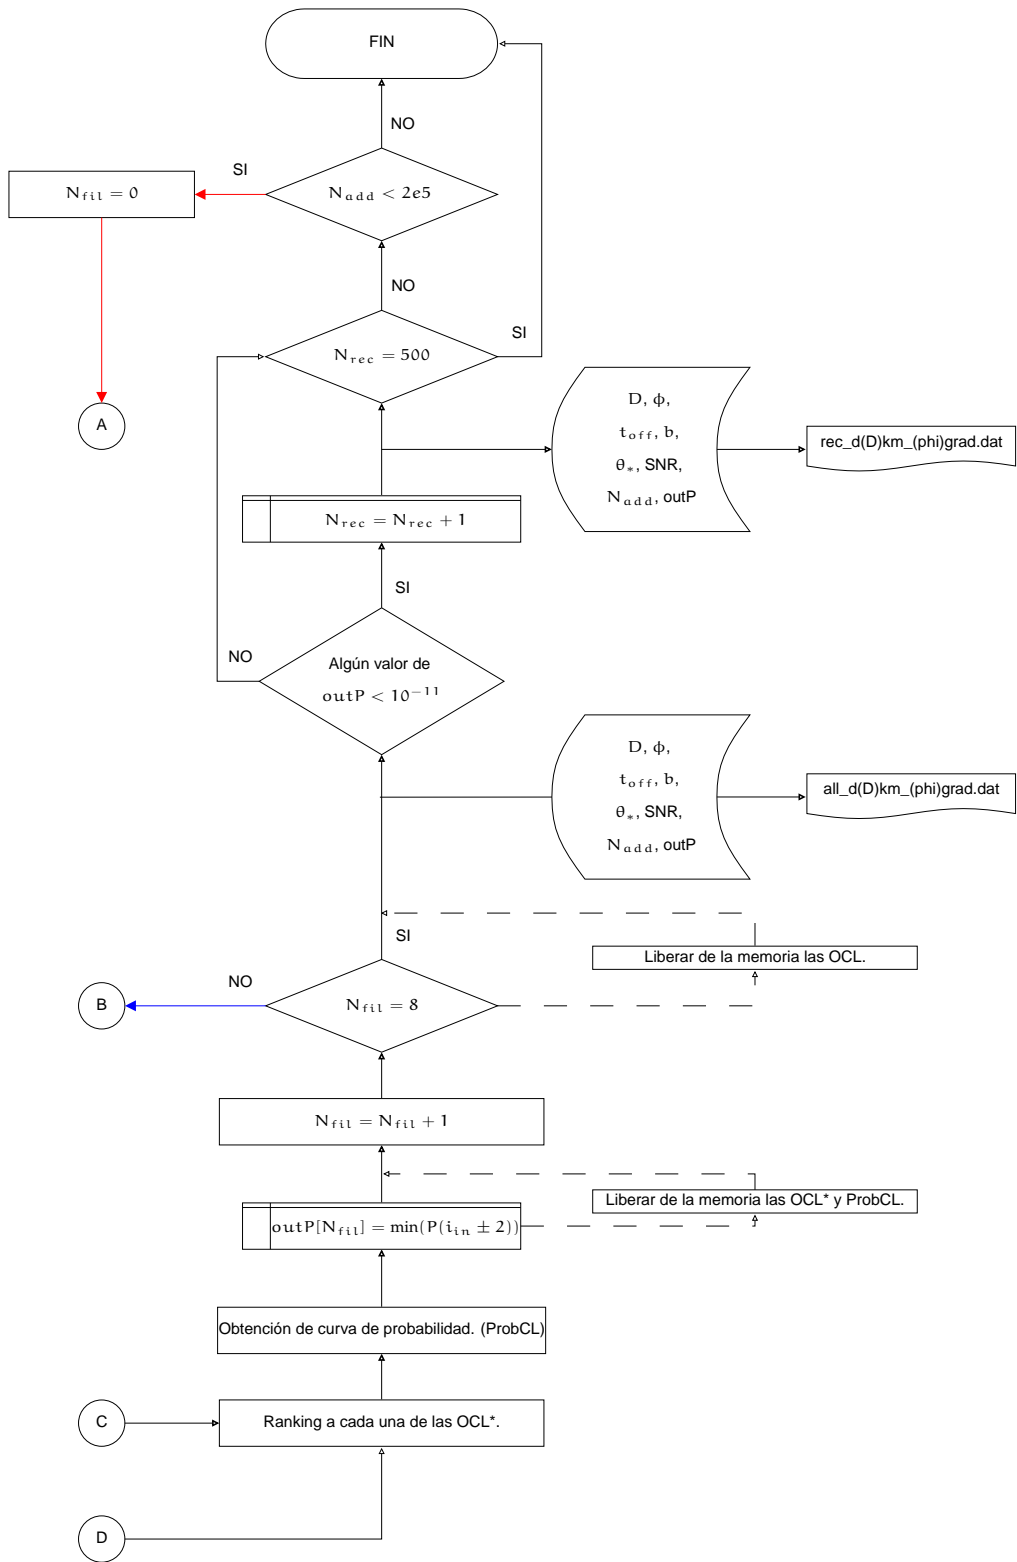 FIN
NO
SI
N_add < 2e5
N_fil = 0
NO
SI
N_rec = 500
A
D, φ,
t_off, b,
θ_*, SNR,
N_add, outP
rec_d(D)km_(phi)grad.dat
N_rec = N_rec + 1
SI
NO
Algún valor de
outP < 10^-11
D, φ,
t_off, b,
θ_*, SNR,
N_add, outP
all_d(D)km_(phi)grad.dat
SI
Liberar de la memoria las OCL.
NO
B
N_fil = 8
N_fil = N_fil + 1
Liberar de la memoria las OCL* y ProbCL.
outP[N_fil] = min(P(i_in ± 2))
Obtención de curva de probabilidad. (ProbCL)
C
Ranking a cada una de las OCL*.
D